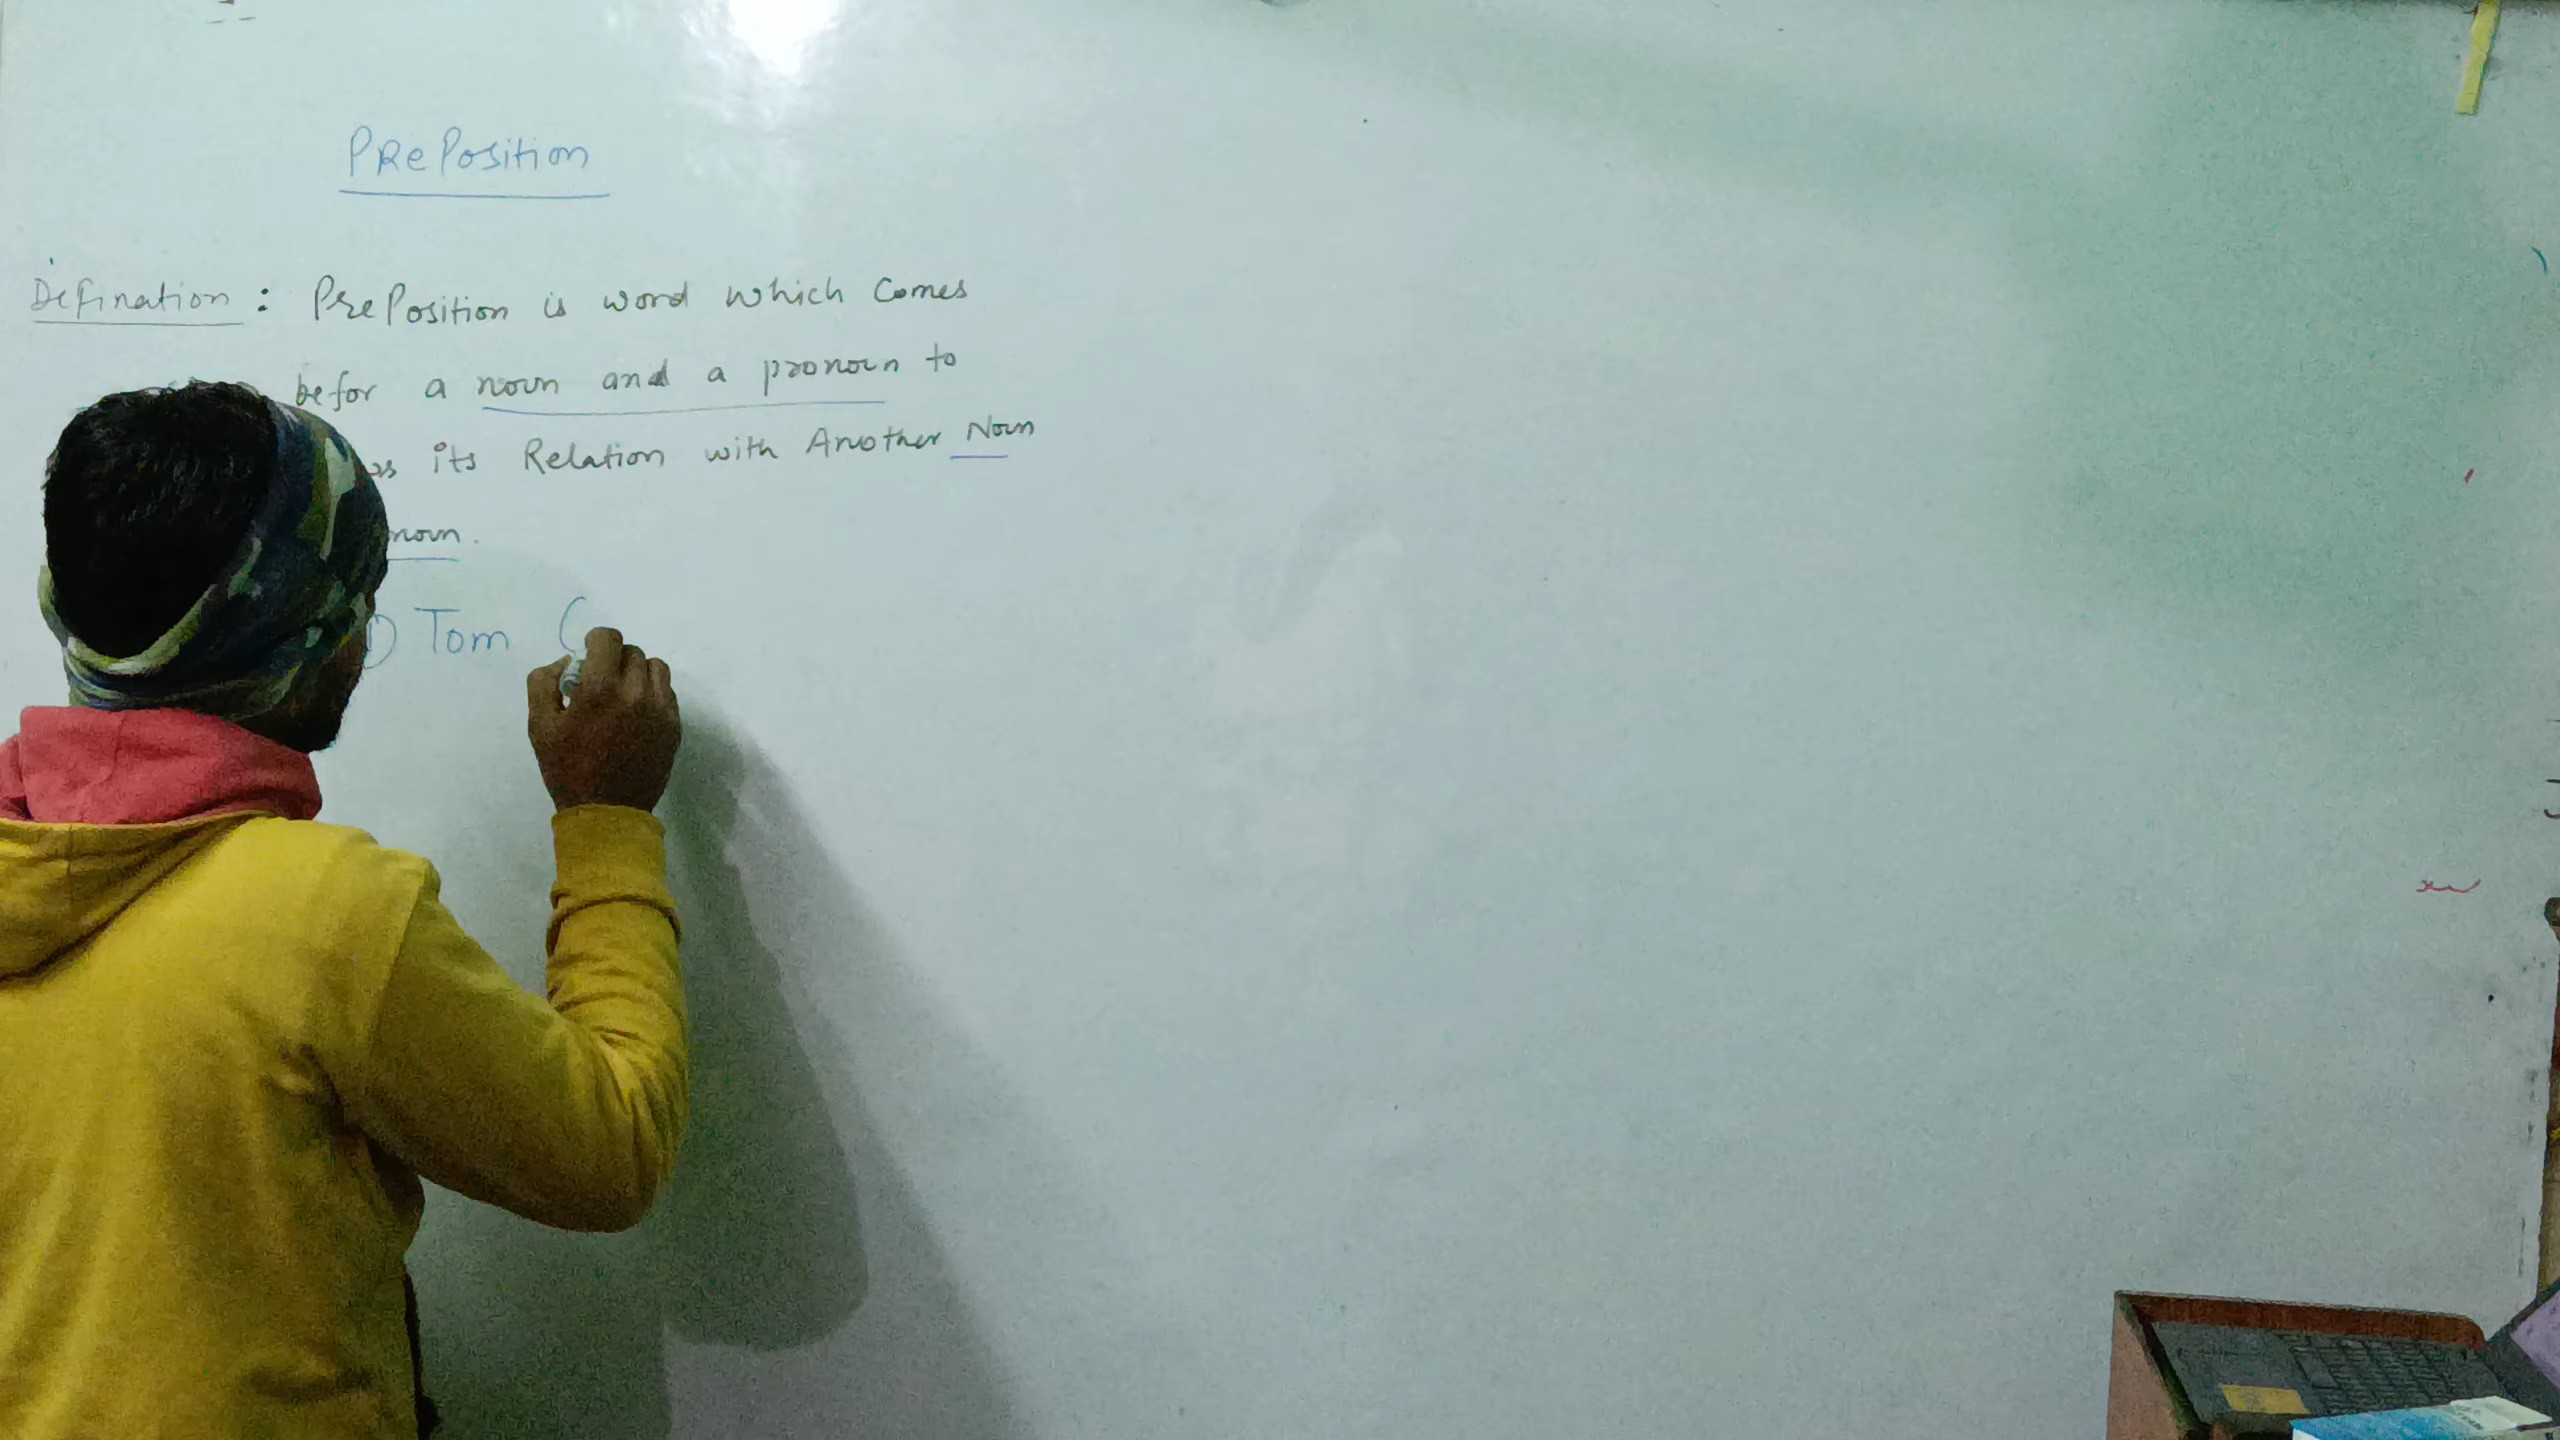 PRePosition
Defination : PrePosition is word which Comes
befor a noun and a pronoun to
its Relation with Another Noun
noun.
1) Tom (